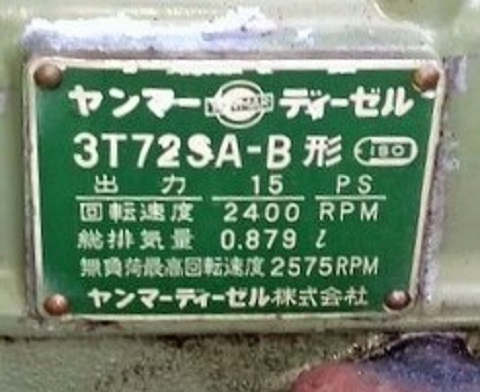 ヤンマー YANMAR ディーゼル
3T72SA-B 形 ISO
出力 15 PS
回転速度 2400 RPM
総排気量 0.879 ℓ
無負荷最高回転速度 2575RPM
ヤンマーディーゼル株式会社